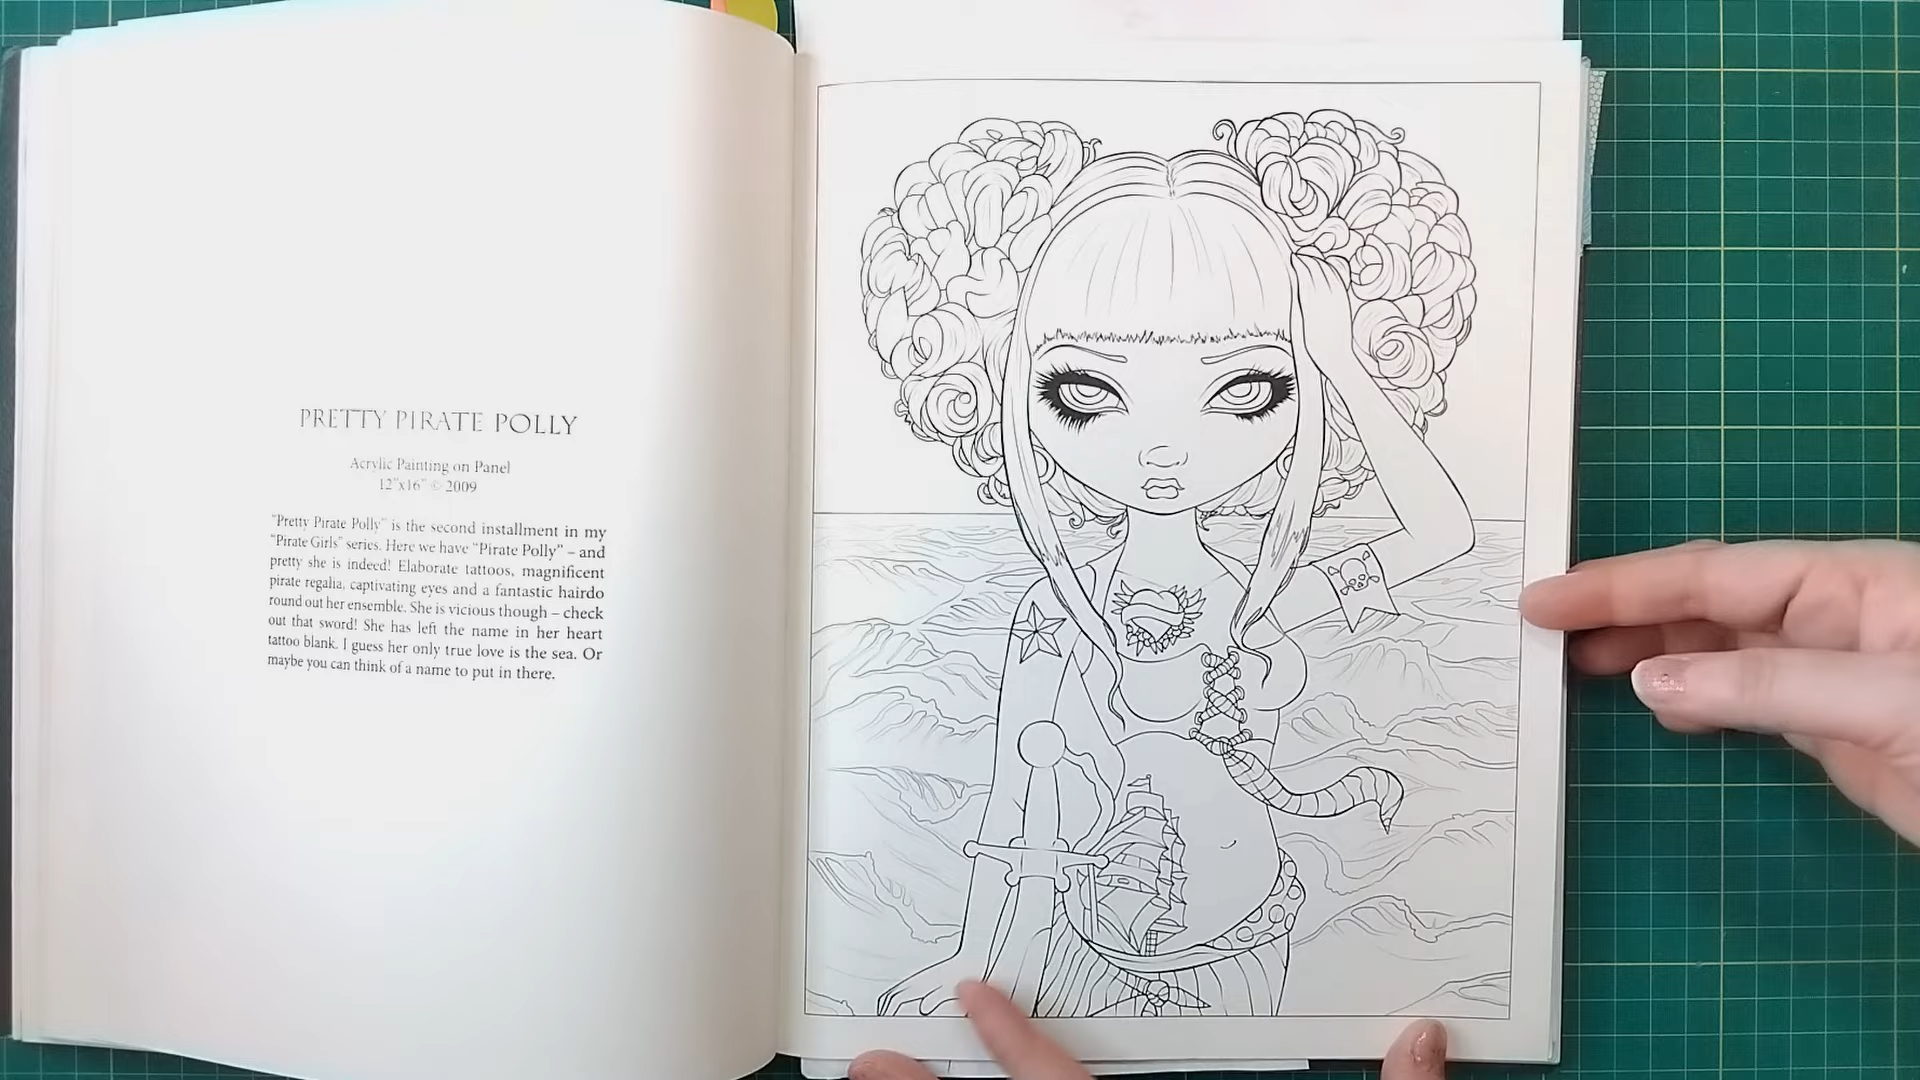 PRETTY PIRATE POLLY
Acrylic Painting on Panel
12"x16" © 2009
"Pretty Pirate Polly" is the second installment in my
"Pirate Girls" series. Here we have "Pirate Polly" – and
pretty she is indeed! Elaborate tattoos, magnificent
pirate regalia, captivating eyes and a fantastic hairdo
round out her ensemble. She is vicious though – check
out that sword! She has left the name in her heart
tattoo blank. I guess her only true love is the sea. Or
maybe you can think of a name to put in there.